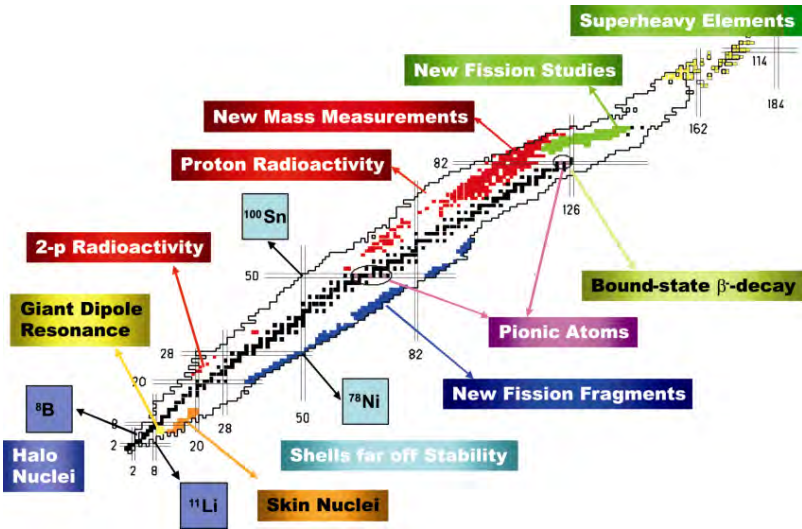 Superheavy Elements
114
184
162
New Fission Studies
New Mass Measurements
82
126
Proton Radioactivity
¹⁰⁰Sn
2-p Radioactivity
50
Bound-state β⁻-decay
Giant Dipole
Resonance
Pionic Atoms
82
28
New Fission Fragments
20
⁷⁸Ni
50
⁸B
8
28
Halo
Nuclei
2
20
2
8
Shells far off Stability
¹¹Li
Skin Nuclei